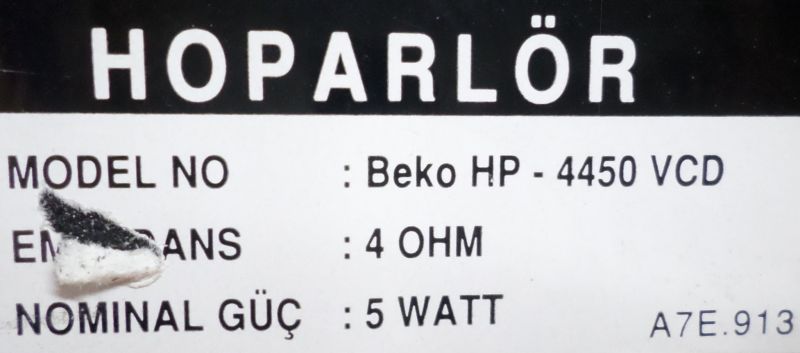 HOPARLÖR
MODEL NO : Beko HP - 4450 VCD
: 4 OHM
NOMINAL GÜÇ : 5 WATT
A7E.913